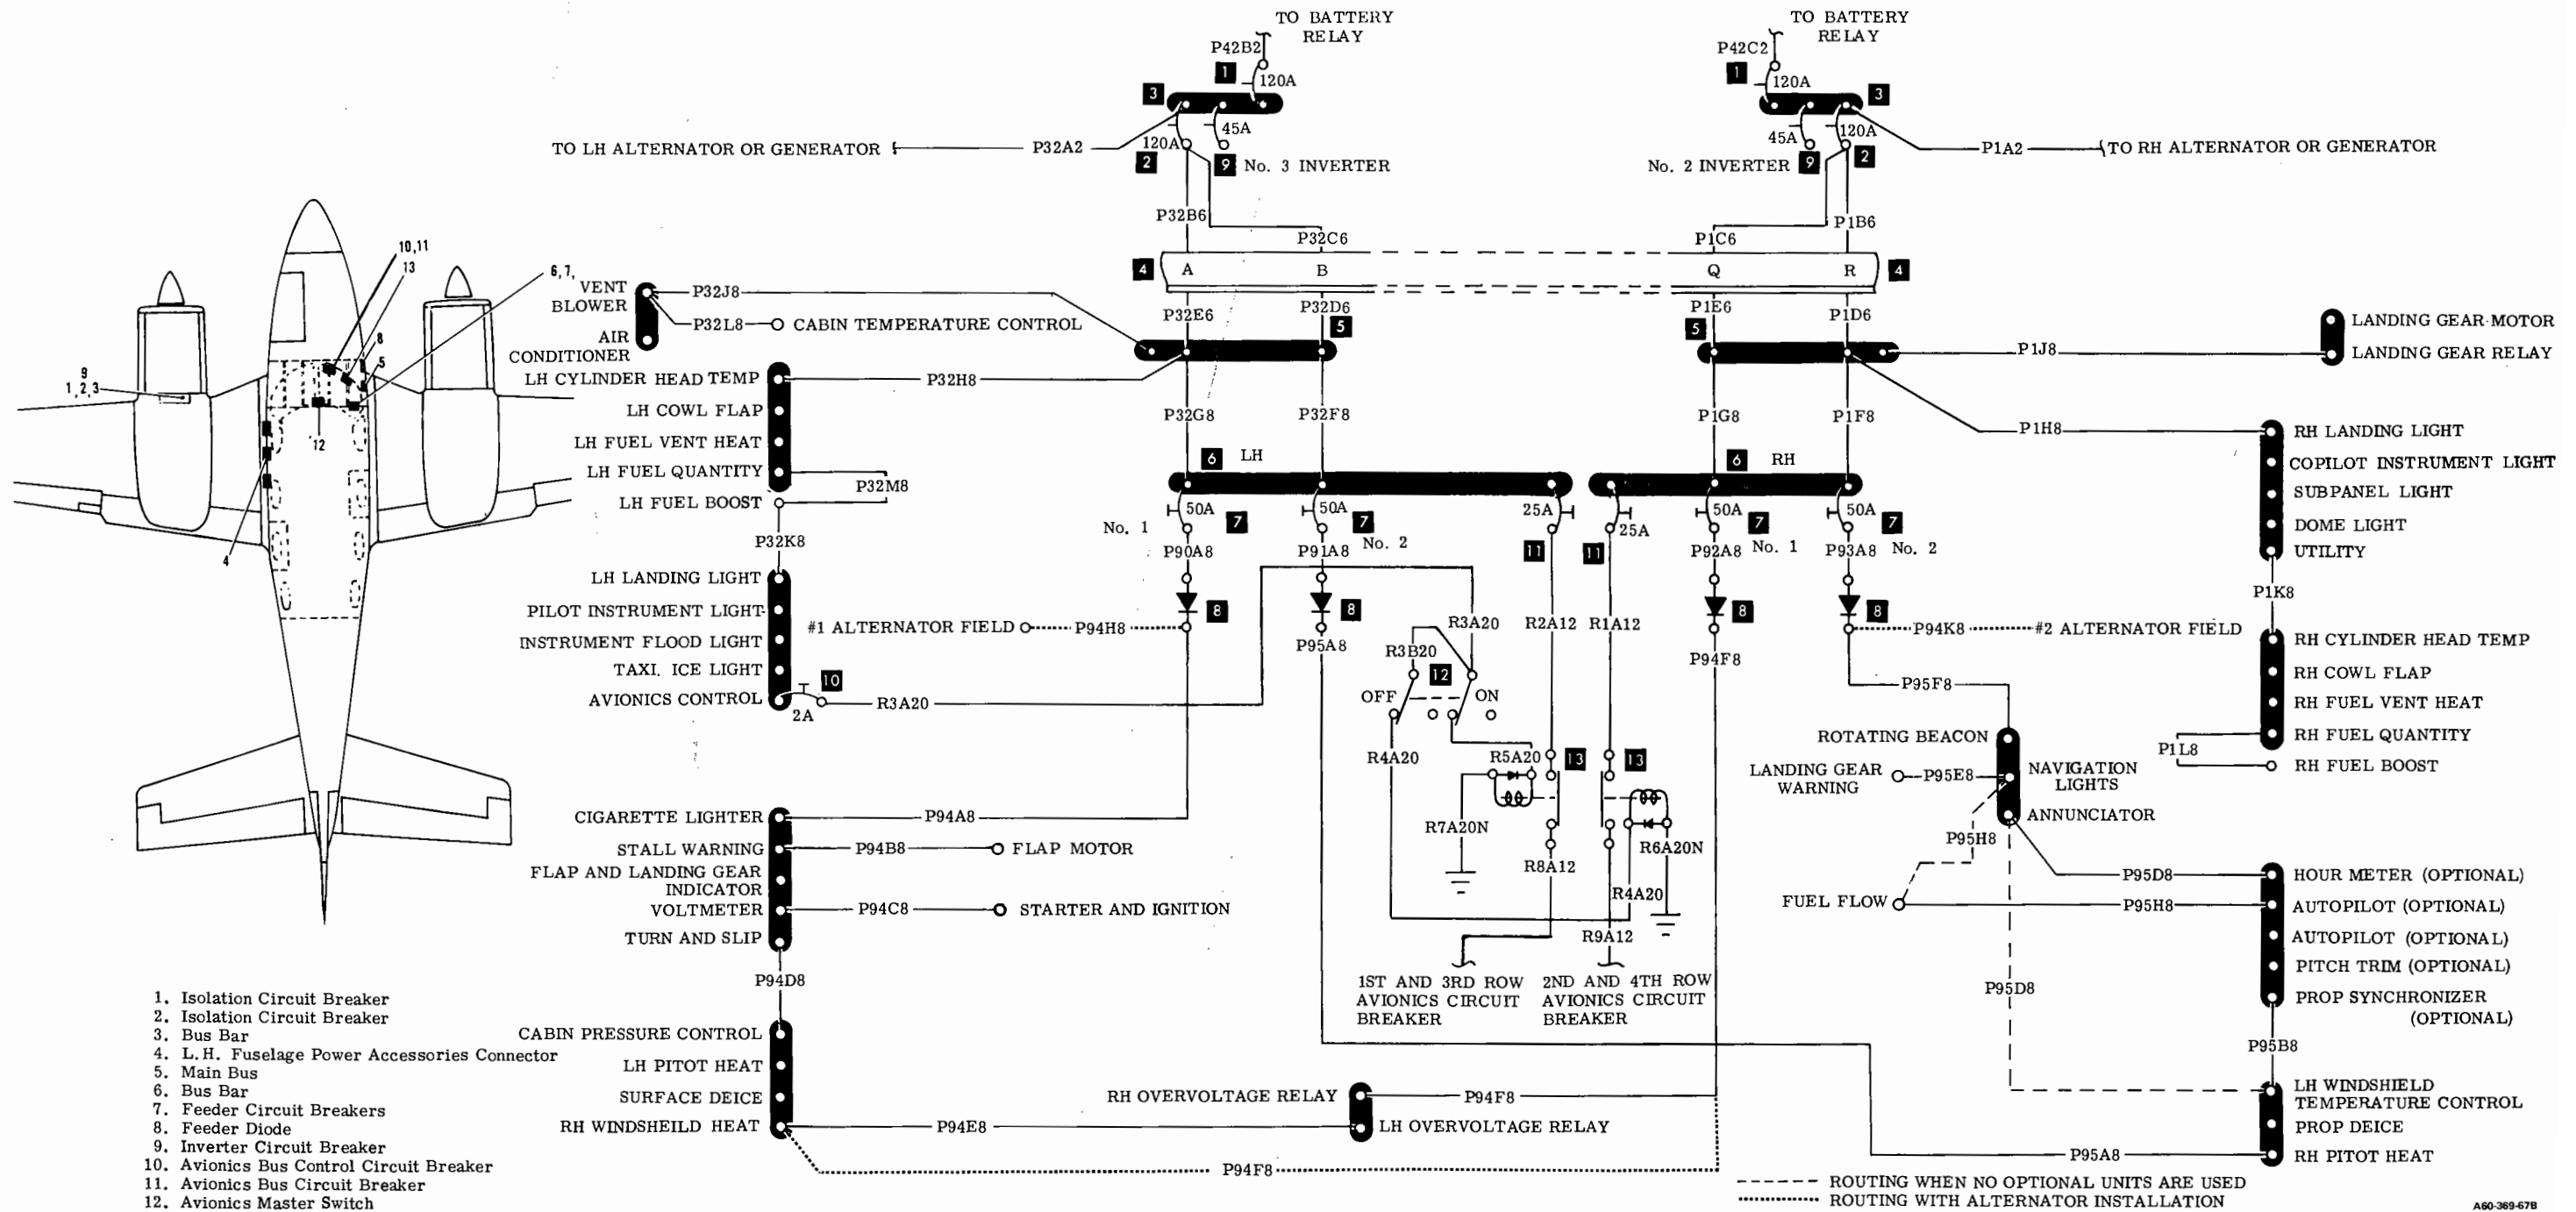 TO BATTERY
RELAY
TO BATTERY
RELAY
P42B2
P42C2
1
120A
1
120A
3
3
45A
120A
45A
120A
TO LH ALTERNATOR OR GENERATOR
P32A2
2
9
No. 3 INVERTER
No. 2 INVERTER
9
2
P1A2
TO RH ALTERNATOR OR GENERATOR
P32B6
P32C6
P1C6
P1B6
4
A
B
Q
R
4
10,11
13
6,7,
8
5
9
1,2,3
12
4
VENT
BLOWER
P32J8
P32L8
CABIN TEMPERATURE CONTROL
AIR
CONDITIONER
P32E6
P32D6
5
P1E6
5
P1D6
LANDING GEAR MOTOR
P1J8
LANDING GEAR RELAY
LH CYLINDER HEAD TEMP
P32H8
LH COWL FLAP
LH FUEL VENT HEAT
LH FUEL QUANTITY
P32M8
LH FUEL BOOST
P32K8
LH LANDING LIGHT
PILOT INSTRUMENT LIGHT
INSTRUMENT FLOOD LIGHT
TAXI. ICE LIGHT
AVIONICS CONTROL
10
2A
R3A20
P32G8
P32F8
P1G8
P1F8
P1H8
RH LANDING LIGHT
COPILOT INSTRUMENT LIGHT
SUBPANEL LIGHT
DOME LIGHT
UTILITY
P1K8
6
LH
6
RH
No. 1
50A
7
50A
7
No. 2
25A
11
11
25A
50A
7
No. 1
50A
7
No. 2
P90A8
P91A8
P92A8
P93A8
8
8
8
8
#1 ALTERNATOR FIELD
P94H8
P95A8
R3A20
R3B20
R2A12
R1A12
P94F8
P94K8
#2 ALTERNATOR FIELD
12
OFF
ON
R4A20
R5A20
13
13
R7A20N
R8A12
R6A20N
R4A20
R9A12
P95F8
RH CYLINDER HEAD TEMP
RH COWL FLAP
RH FUEL VENT HEAT
RH FUEL QUANTITY
P1L8
RH FUEL BOOST
ROTATING BEACON
LANDING GEAR
WARNING
P95E8
NAVIGATION
LIGHTS
ANNUNCIATOR
P95H8
FUEL FLOW
P95D8
HOUR METER (OPTIONAL)
P95H8
AUTOPILOT (OPTIONAL)
AUTOPILOT (OPTIONAL)
PITCH TRIM (OPTIONAL)
PROP SYNCHRONIZER
(OPTIONAL)
P95D8
P95B8
LH WINDSHIELD
TEMPERATURE CONTROL
PROP DEICE
P95A8
RH PITOT HEAT
CIGARETTE LIGHTER
P94A8
STALL WARNING
P94B8
FLAP MOTOR
FLAP AND LANDING GEAR
INDICATOR
VOLTMETER
P94C8
STARTER AND IGNITION
TURN AND SLIP
P94D8
1ST AND 3RD ROW
AVIONICS CIRCUIT
BREAKER
2ND AND 4TH ROW
AVIONICS CIRCUIT
BREAKER
CABIN PRESSURE CONTROL
LH PITOT HEAT
SURFACE DEICE
RH WINDSHEILD HEAT
P94E8
RH OVERVOLTAGE RELAY
P94F8
LH OVERVOLTAGE RELAY
P94F8
1. Isolation Circuit Breaker
2. Isolation Circuit Breaker
3. Bus Bar
4. L.H. Fuselage Power Accessories Connector
5. Main Bus
6. Bus Bar
7. Feeder Circuit Breakers
8. Feeder Diode
9. Inverter Circuit Breaker
10. Avionics Bus Control Circuit Breaker
11. Avionics Bus Circuit Breaker
12. Avionics Master Switch
ROUTING WHEN NO OPTIONAL UNITS ARE USED
ROUTING WITH ALTERNATOR INSTALLATION
A60-369-67B